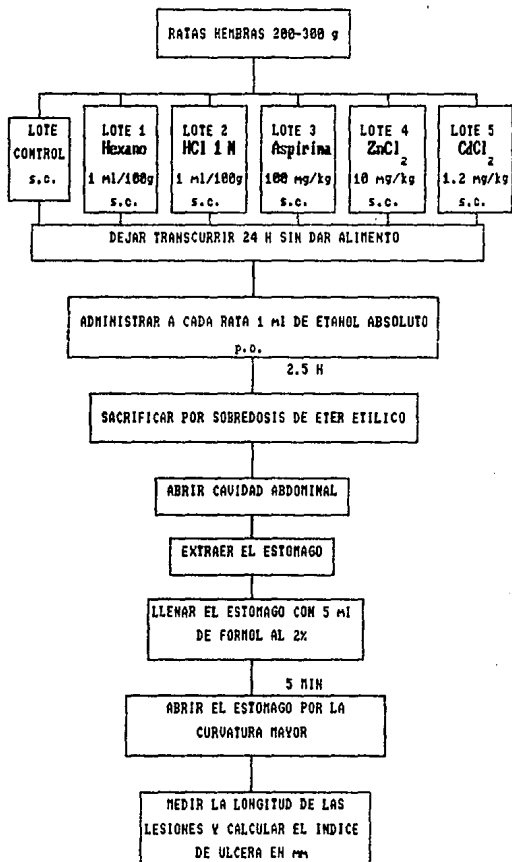 RATAS HEMBRAS 200-300 g
LOTE
CONTROL
s.c.
LOTE 1
Hexano
1 ml/100g
s.c.
LOTE 2
HCl 1 N
1 ml/100g
s.c.
LOTE 3
Aspirina
100 mg/kg
s.c.
LOTE 4
ZnCl
2
10 mg/kg
s.c.
LOTE 5
CdCl
2
1.2 mg/kg
s.c.
DEJAR TRANSCURRIR 24 H SIN DAR ALIMENTO
ADMINISTRAR A CADA RATA 1 ml DE ETANOL ABSOLUTO
p.o.
2.5 H
SACRIFICAR POR SOBREDOSIS DE ETER ETILICO
ABRIR CAVIDAD ABDOMINAL
EXTRAER EL ESTOMAGO
LLENAR EL ESTOMAGO CON 5 ml
DE FORMOL AL 2%
5 MIN
ABRIR EL ESTOMAGO POR LA
CURVATURA MAYOR
MEDIR LA LONGITUD DE LAS
LESIONES Y CALCULAR EL INDICE
DE ULCERA EN mm